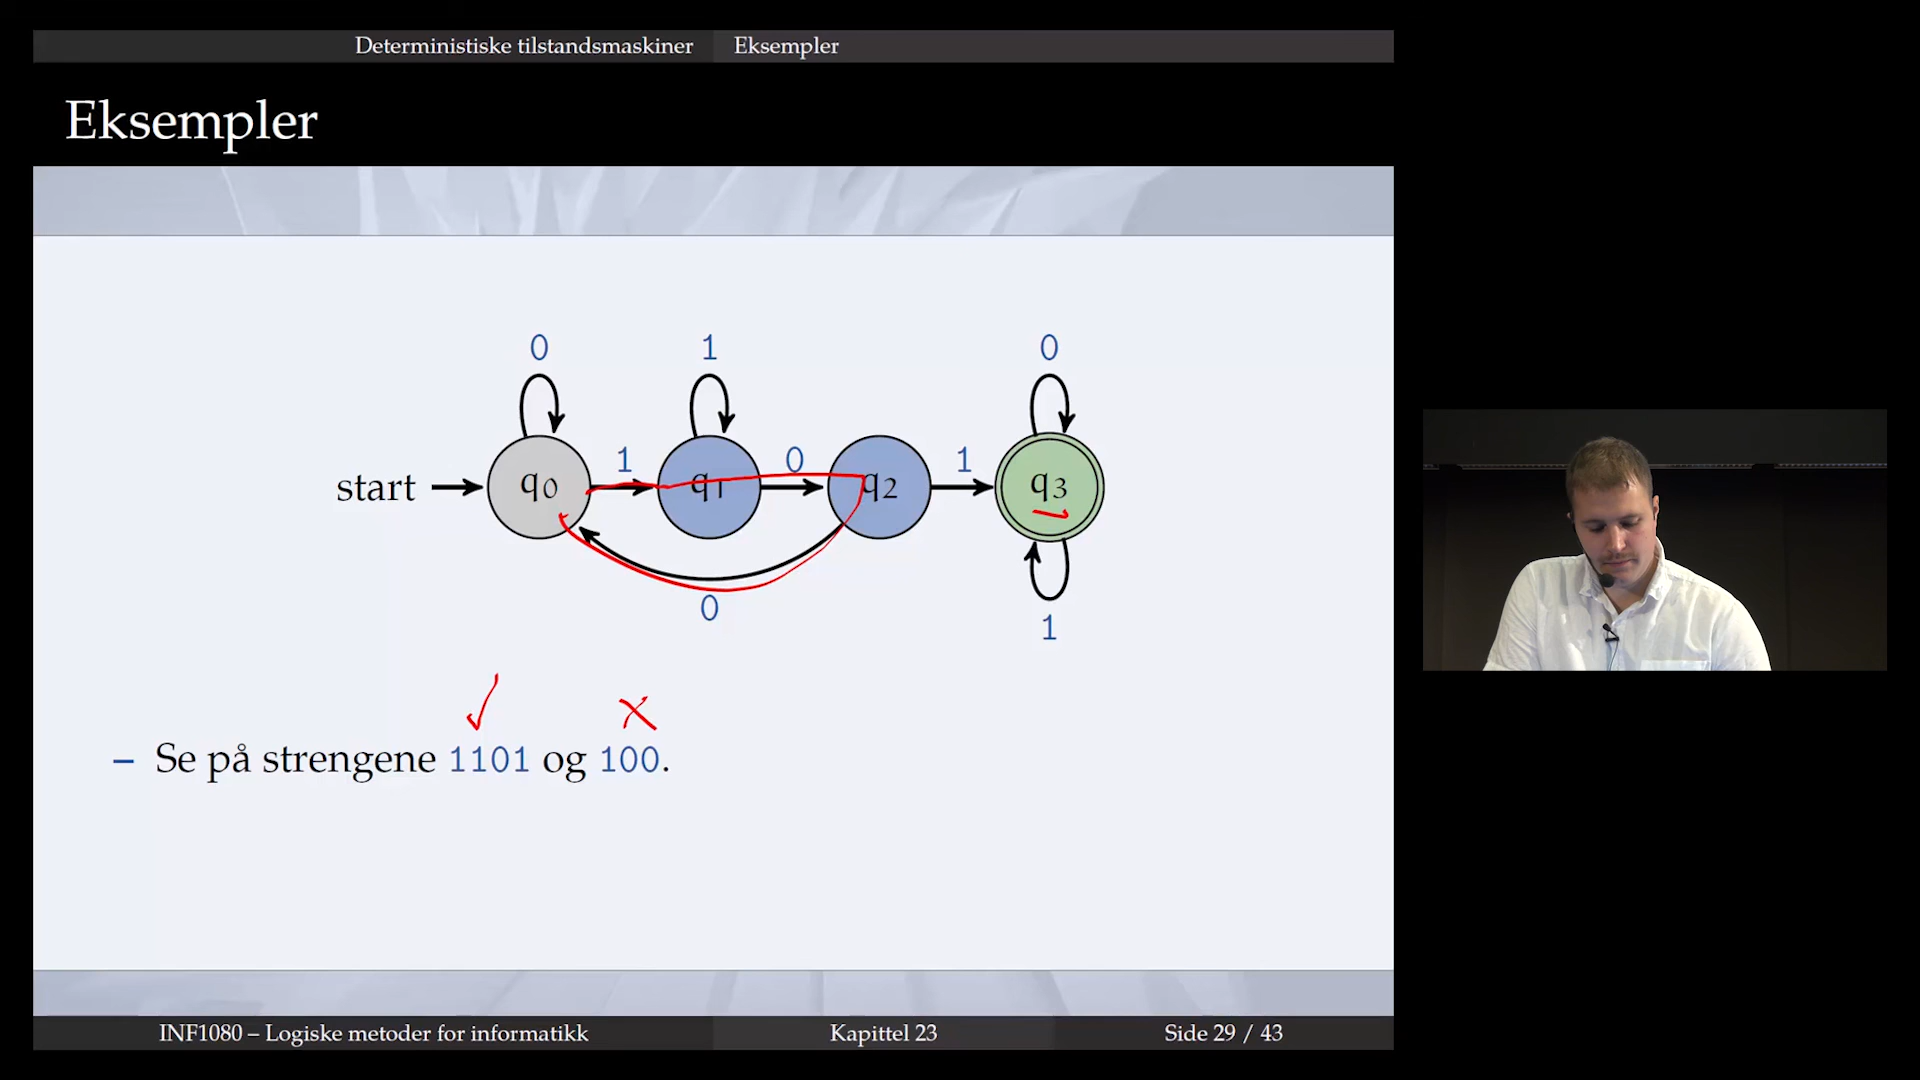 Deterministiske tilstandsmaskiner Eksempler
Eksempler
0 1 0
start q0 1 q1 0 q2 1 q3
0
1
✓ ✗
– Se på strengene 1101 og 100.
INF1080 – Logiske metoder for informatikk Kapittel 23 Side 29 / 43